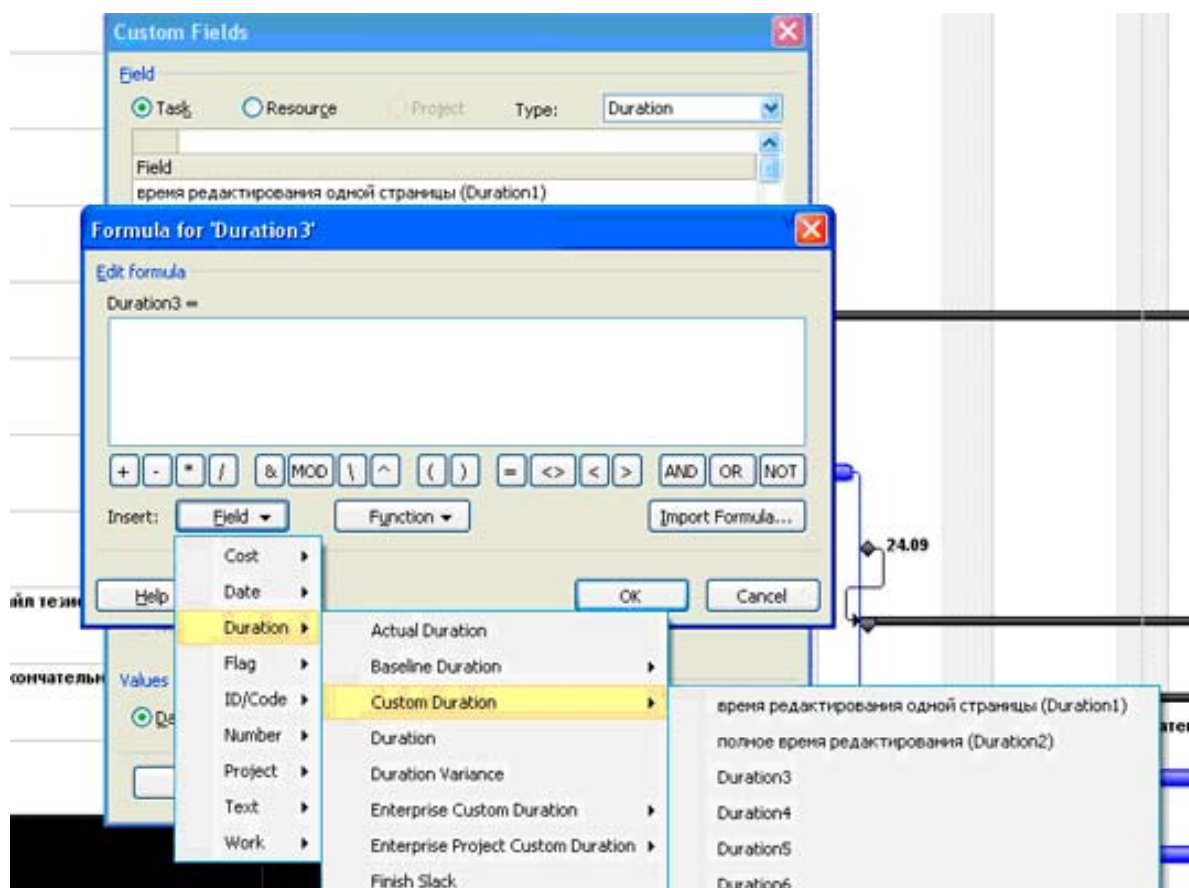 Custom Fields
Field
Task Resource Project Type: Duration
Field
время редактирования одной страницы (Duration1)
Formula for 'Duration3'
Edit formula
Duration3 =
+ - * / & MOD \ ^ ( ) = <> < > AND OR NOT
Insert: Field Function Import Formula...
24.09
Help OK Cancel
Cost
Date
Duration
Flag
ID/Code
Number
Project
Text
Work
Values
Actual Duration
Baseline Duration
Custom Duration
Duration
Duration Variance
Enterprise Custom Duration
Enterprise Project Custom Duration
Finish Slack
время редактирования одной страницы (Duration1)
полное время редактирования (Duration2)
Duration3
Duration4
Duration5
Duration6